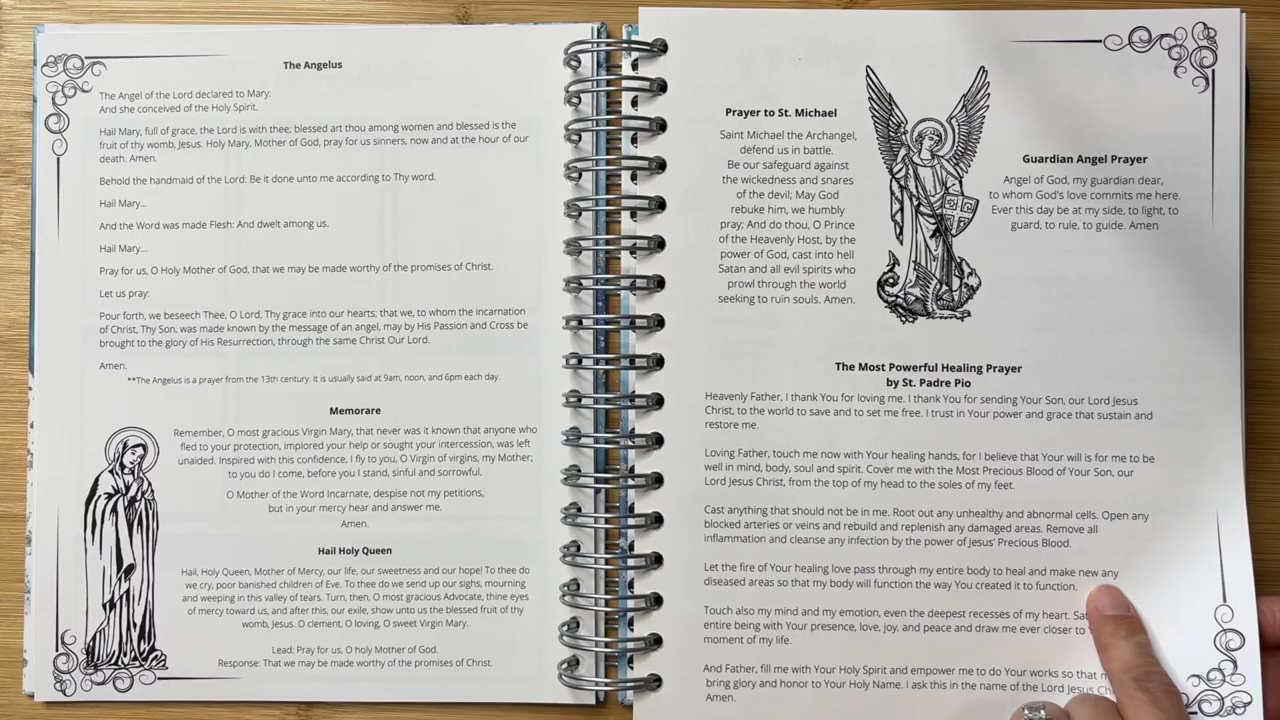 The Angelus
The Angel of the Lord declared to Mary:
And she conceived of the Holy Spirit.
Hail Mary, full of grace, the Lord is with thee; blessed art thou among women and blessed is the
fruit of thy womb, Jesus. Holy Mary, Mother of God, pray for us sinners, now and at the hour of our
death. Amen.
Behold the handmaid of the Lord: Be it done unto me according to Thy word.
Hail Mary...
And the Word was made Flesh: And dwelt among us.
Hail Mary...
Pray for us, O Holy Mother of God, that we may be made worthy of the promises of Christ.
Let us pray:
Pour forth, we beseech Thee, O Lord, Thy grace into our hearts; that we, to whom the incarnation
of Christ, Thy Son, was made known by the message of an angel, may by His Passion and Cross be
brought to the glory of His Resurrection, through the same Christ Our Lord.
Amen.
**The Angelus is a prayer from the 13th century. It is usually said at 9am, noon, and 6pm each day.
Memorare
Remember, O most gracious Virgin Mary, that never was it known that anyone who
fled to your protection, implored your help or sought your intercession, was left
unaided. Inspired with this confidence, I fly to you, O Virgin of virgins, my Mother;
to you do I come, before you I stand, sinful and sorrowful.
O Mother of the Word Incarnate, despise not my petitions,
but in your mercy hear and answer me.
Amen.
Hail Holy Queen
Hail, Holy Queen, Mother of Mercy, our life, our sweetness and our hope! To thee do
we cry, poor banished children of Eve. To thee do we send up our sighs, mourning
and weeping in this valley of tears. Turn, then, O most gracious Advocate, thine eyes
of mercy toward us, and after this, our exile, show unto us the blessed fruit of thy
womb, Jesus. O clement, O loving, O sweet Virgin Mary.
Lead: Pray for us, O holy Mother of God.
Response: That we may be made worthy of the promises of Christ.
Prayer to St. Michael
Saint Michael the Archangel,
defend us in battle.
Be our safeguard against
the wickedness and snares
of the devil; May God
rebuke him, we humbly
pray; And do thou, O Prince
of the Heavenly Host, by the
power of God, cast into hell
Satan and all evil spirits who
prowl through the world
seeking to ruin souls. Amen.
Guardian Angel Prayer
Angel of God, my guardian dear,
to whom God's love commits me here.
Ever this day be at my side, to light, to
guard, to rule, to guide. Amen
The Most Powerful Healing Prayer
by St. Padre Pio
Heavenly Father, I thank You for loving me. I thank You for sending Your Son, our Lord Jesus
Christ, to the world to save and to set me free. I trust in Your power and grace that sustain and
restore me.
Loving Father, touch me now with Your healing hands, for I believe that Your will is for me to be
well in mind, body, soul and spirit. Cover me with the Most Precious Blood of Your Son, our
Lord Jesus Christ, from the top of my head to the soles of my feet.
Cast anything that should not be in me. Root out any unhealthy and abnormal cells. Open any
blocked arteries or veins and rebuild and replenish any damaged areas. Remove all
inflammation and cleanse any infection by the power of Jesus' Precious Blood.
Let the fire of Your healing love pass through my entire body to heal and make new any
diseased areas so that my body will function the way You created it to function.
Touch also my mind and my emotion, even the deepest recesses of my heart.
entire being with Your presence, love, joy, and peace and draw me ever closer to
moment of my life.
And Father, fill me with Your Holy Spirit and empower me to do Your works so that
bring glory and honor to Your Holy Name. I ask this in the name of the Lord Jesus
Amen.